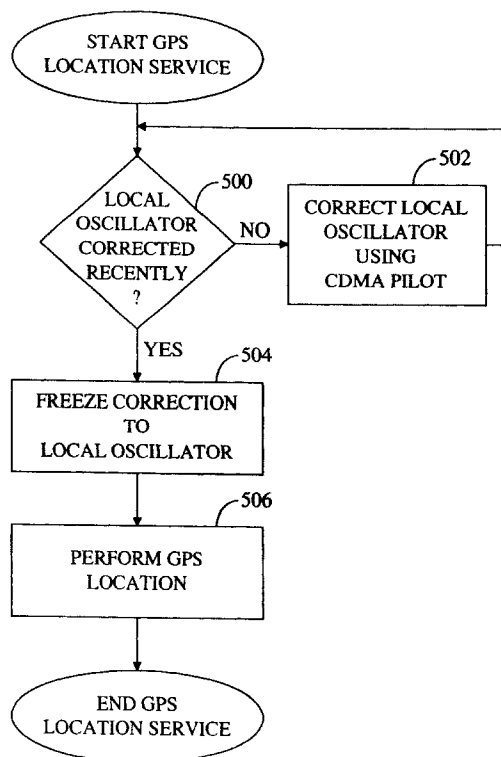 START GPS
LOCATION SERVICE
500
502
LOCAL
OSCILLATOR
CORRECTED
RECENTLY
?
NO
CORRECT LOCAL
OSCILLATOR
USING
CDMA PILOT
YES
504
FREEZE CORRECTION
TO
LOCAL OSCILLATOR
506
PERFORM GPS
LOCATION
END GPS
LOCATION SERVICE